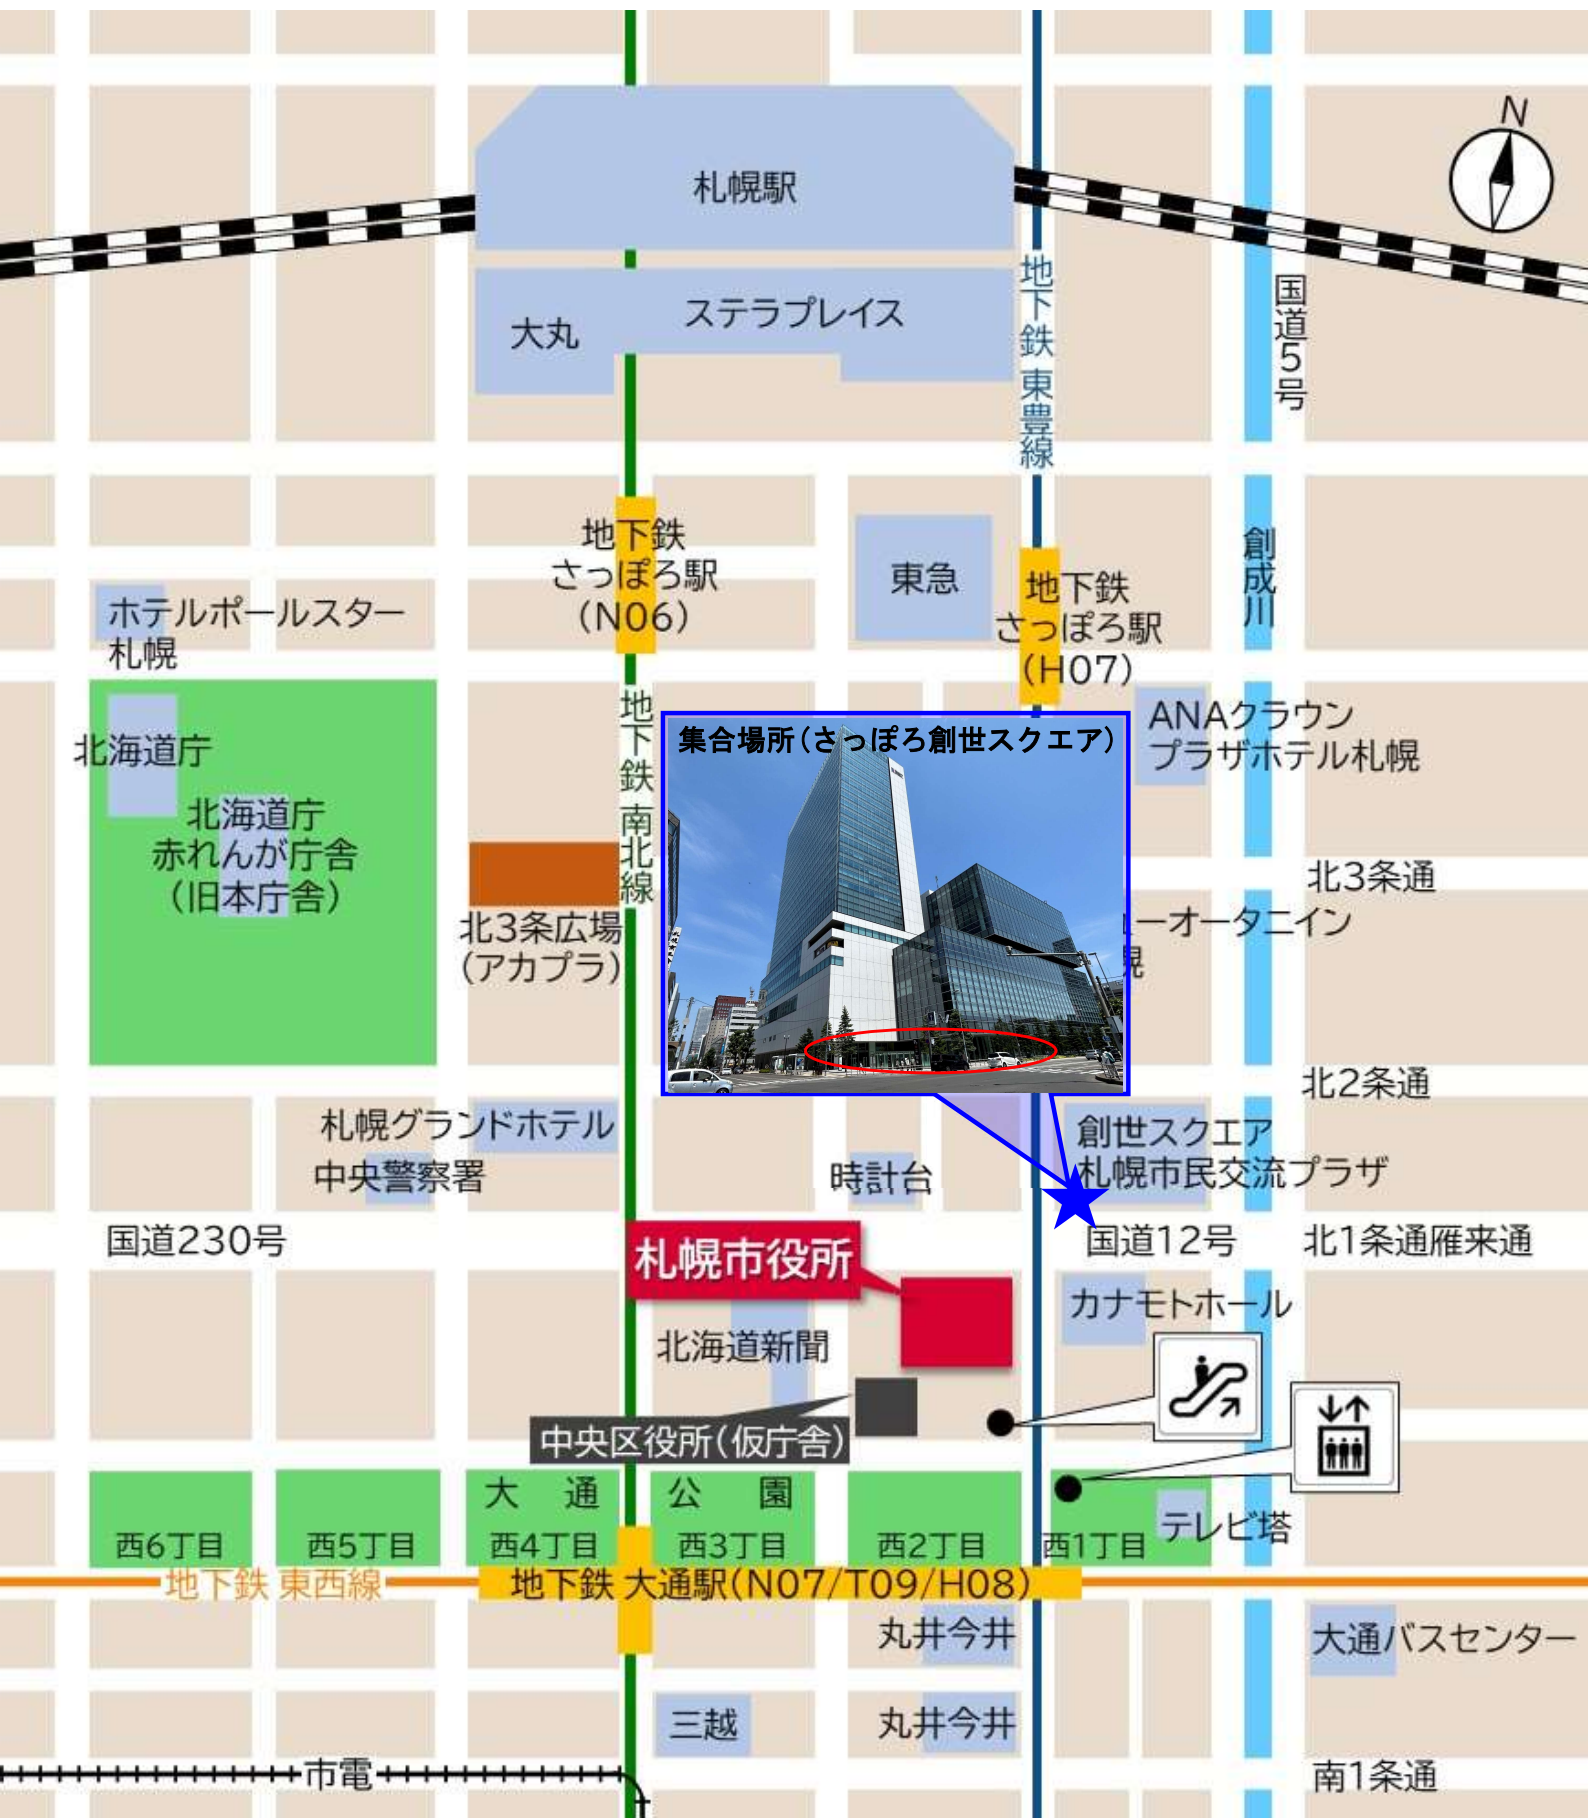 N
札幌駅
地下鉄 東豊線
国道5号
大丸
ステラプレイス
地下鉄
さっぽろ駅
(N06)
東急
地下鉄
さっぽろ駅
(H07)
創成川
ホテルポールスター
札幌
地下鉄 南北線
北海道庁
北海道庁
赤れんが庁舎
(旧本庁舎)
北3条広場
(アカプラ)
集合場所(さっぽろ創世スクエア)
ANAクラウン
プラザホテル札幌
北3条通
ーオータニイン
幌
北2条通
札幌グランドホテル
中央警察署
時計台
創世スクエア
札幌市民交流プラザ
国道230号
札幌市役所
国道12号
北1条通雁来通
カナモトホール
北海道新聞
中央区役所(仮庁舎)
大通公園
西6丁目
西5丁目
西4丁目
西3丁目
西2丁目
西1丁目
テレビ塔
地下鉄 東西線
地下鉄 大通駅(N07/T09/H08)
丸井今井
大通バスセンター
三越
丸井今井
市電
南1条通